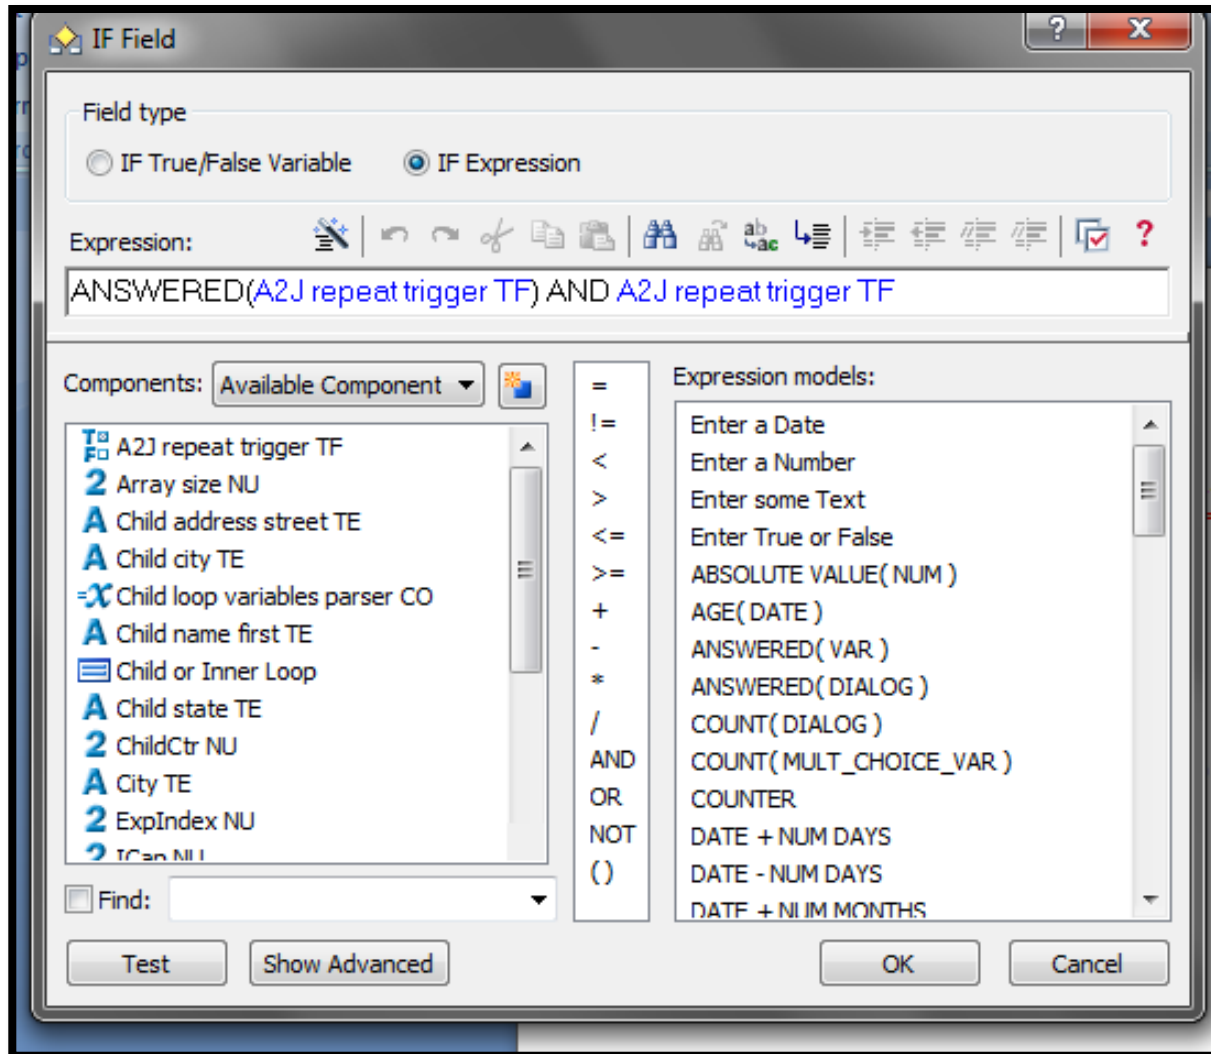 IF Field
Field type
IF True/False Variable
IF Expression
Expression:
ANSWERED(A2J repeat trigger TF) AND A2J repeat trigger TF
Components:
Available Component
A2J repeat trigger TF
Array size NU
Child address street TE
Child city TE
Child loop variables parser CO
Child name first TE
Child or Inner Loop
Child state TE
ChildCtr NU
City TE
ExpIndex NU
Find:
=
!=
<
>
<=
>=
+
-
*
/
AND
OR
NOT
()
Expression models:
Enter a Date
Enter a Number
Enter some Text
Enter True or False
ABSOLUTE VALUE( NUM )
AGE( DATE )
ANSWERED( VAR )
ANSWERED( DIALOG )
COUNT( DIALOG )
COUNT( MULT_CHOICE_VAR )
COUNTER
DATE + NUM DAYS
DATE - NUM DAYS
DATE + NUM MONTHS
Test
Show Advanced
OK
Cancel